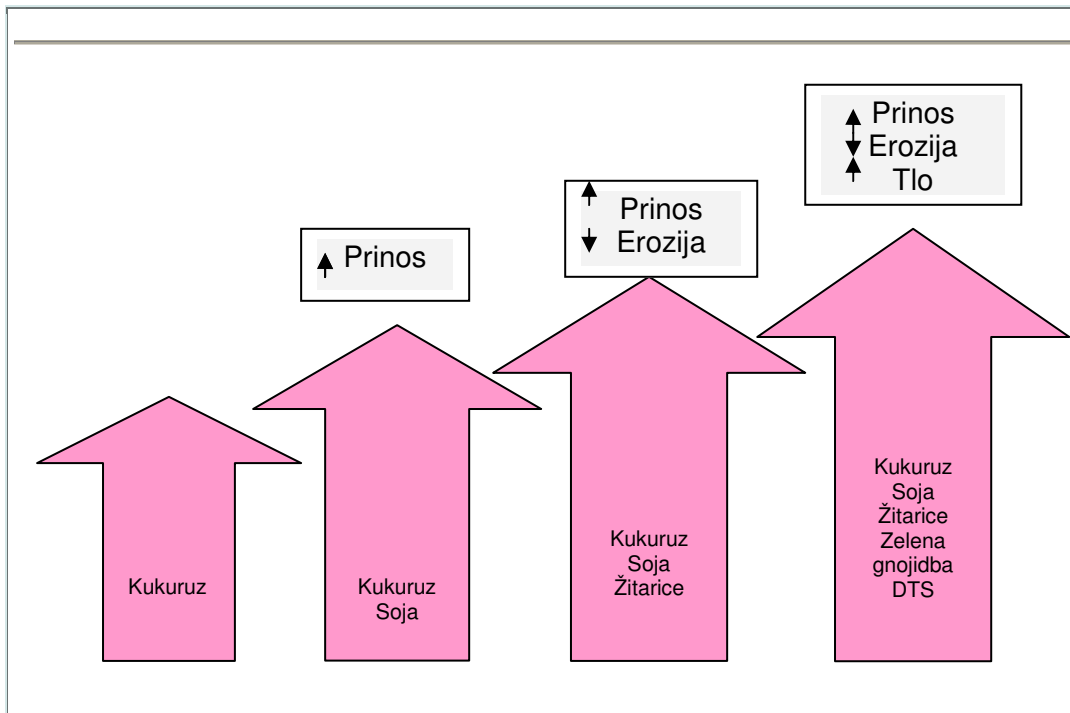 Prinos
Erozija
Tlo
Prinos
Erozija
Prinos
Kukuruz
Kukuruz
Soja
Kukuruz
Soja
Žitarice
Kukuruz
Soja
Žitarice
Zelena
gnojidba
DTS